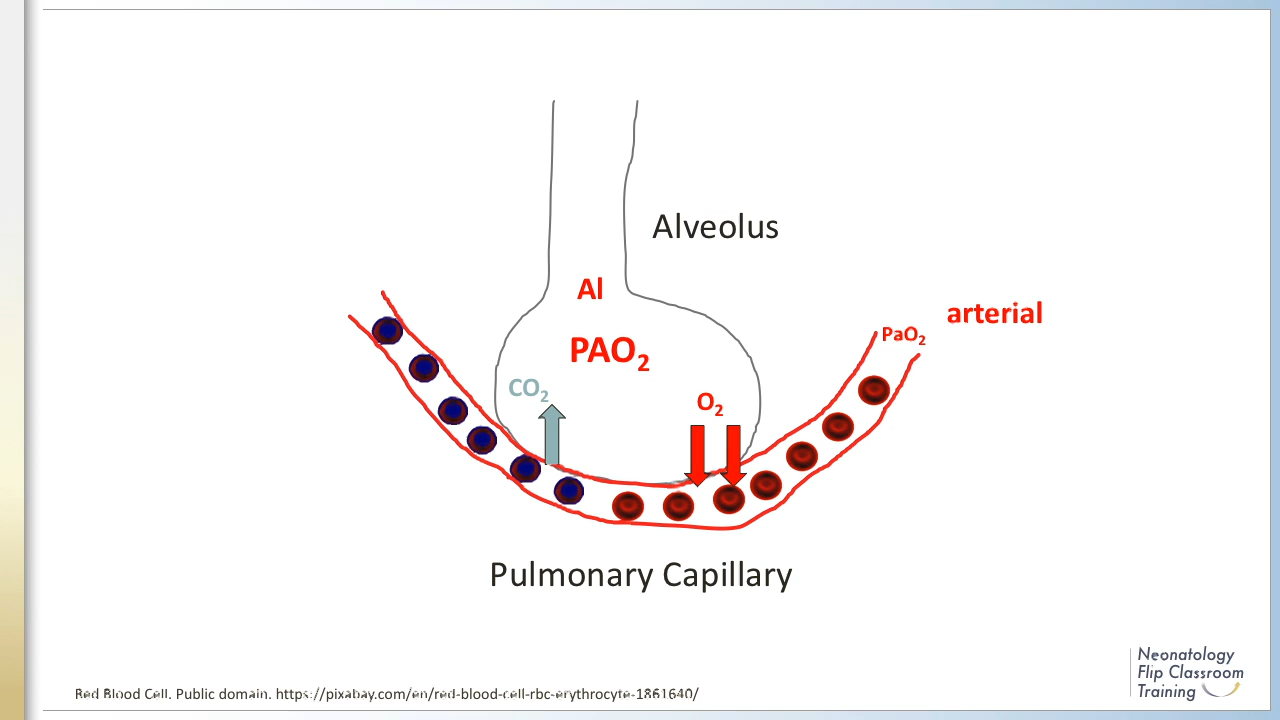 Alveolus
Al
arterial
PaO₂
PAO₂
CO₂
O₂
Pulmonary Capillary
Neonatology
Flip Classroom
Training
Red Blood Cell. Public domain. https://pixabay.com/en/red-blood-cell-rbc-erythrocyte-1861640/